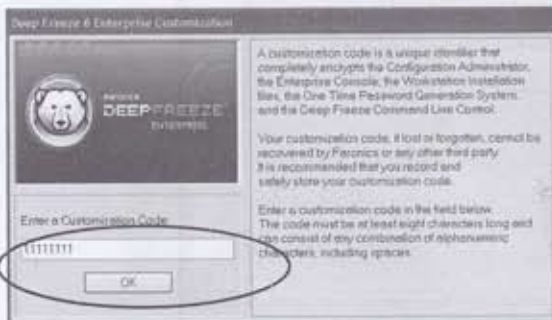 Deep Freeze 6 Enterprise Customization
FARONICS
DEEPFREEZE
ENTERPRISE
Enter a Customization Code:
11111111
OK
A customization code is a unique identifier that
completely encrypts the Configuration Administrator,
the Enterprise Console, the Workstation Installation
files, the One Time Password Generation System,
and the Deep Freeze Command Line Control.
Your customization code, if lost or forgotten, cannot be
recovered by Faronics or any other third party.
It is recommended that you record and
safely store your customization code.
Enter a customization code in the field below.
The code must be at least eight characters long and
can consist of any combination of alphanumeric
characters, including spaces.